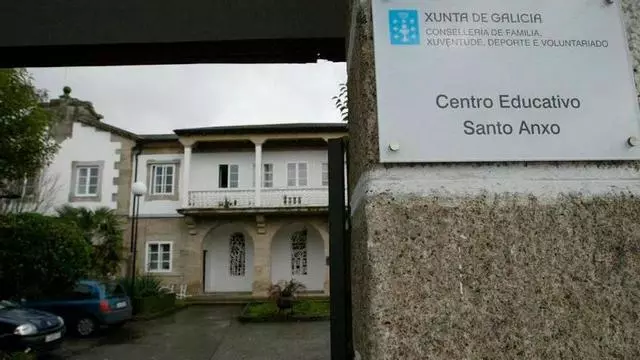 XUNTA DE GALICIA
CONSELLERÍA DE FAMILIA,
XUVENTUDE, DEPORTE E VOLUNTARIADO
Centro Educativo
Santo Anxo